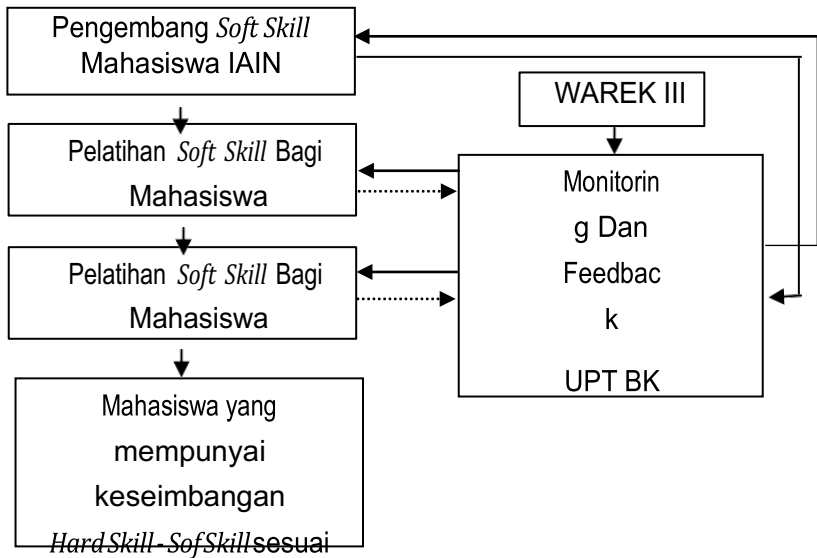 Pengembang Soft Skill
Mahasiswa IAIN
WAREK III
Pelatihan Soft Skill Bagi
Mahasiswa
Monitorin
g Dan
Feedbac
k
UPT BK
Pelatihan Soft Skill Bagi
Mahasiswa
Mahasiswa yang
mempunyai
keseimbangan
Hard Skill - Sof Skill sesuai